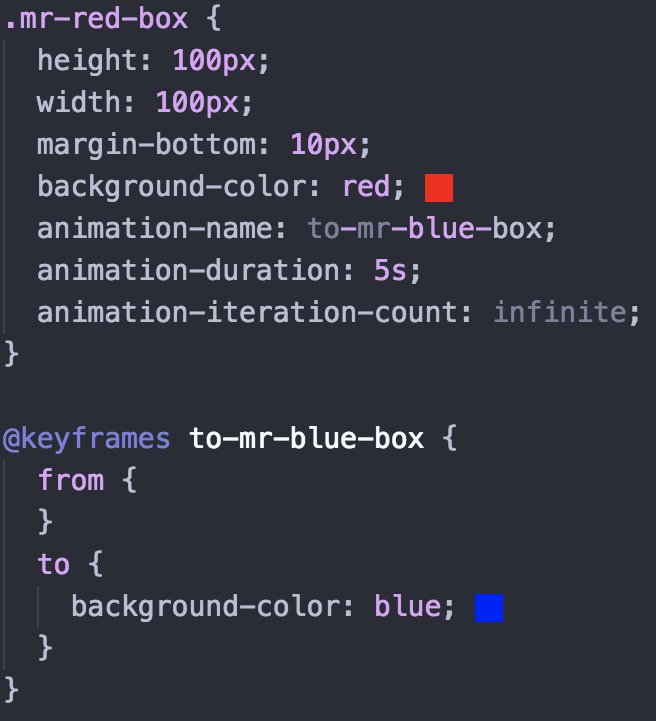 .mr-red-box {
  height: 100px;
  width: 100px;
  margin-bottom: 10px;
  background-color: red;
  animation-name: to-mr-blue-box;
  animation-duration: 5s;
  animation-iteration-count: infinite;
}

@keyframes to-mr-blue-box {
  from {
  }
  to {
    background-color: blue;
  }
}